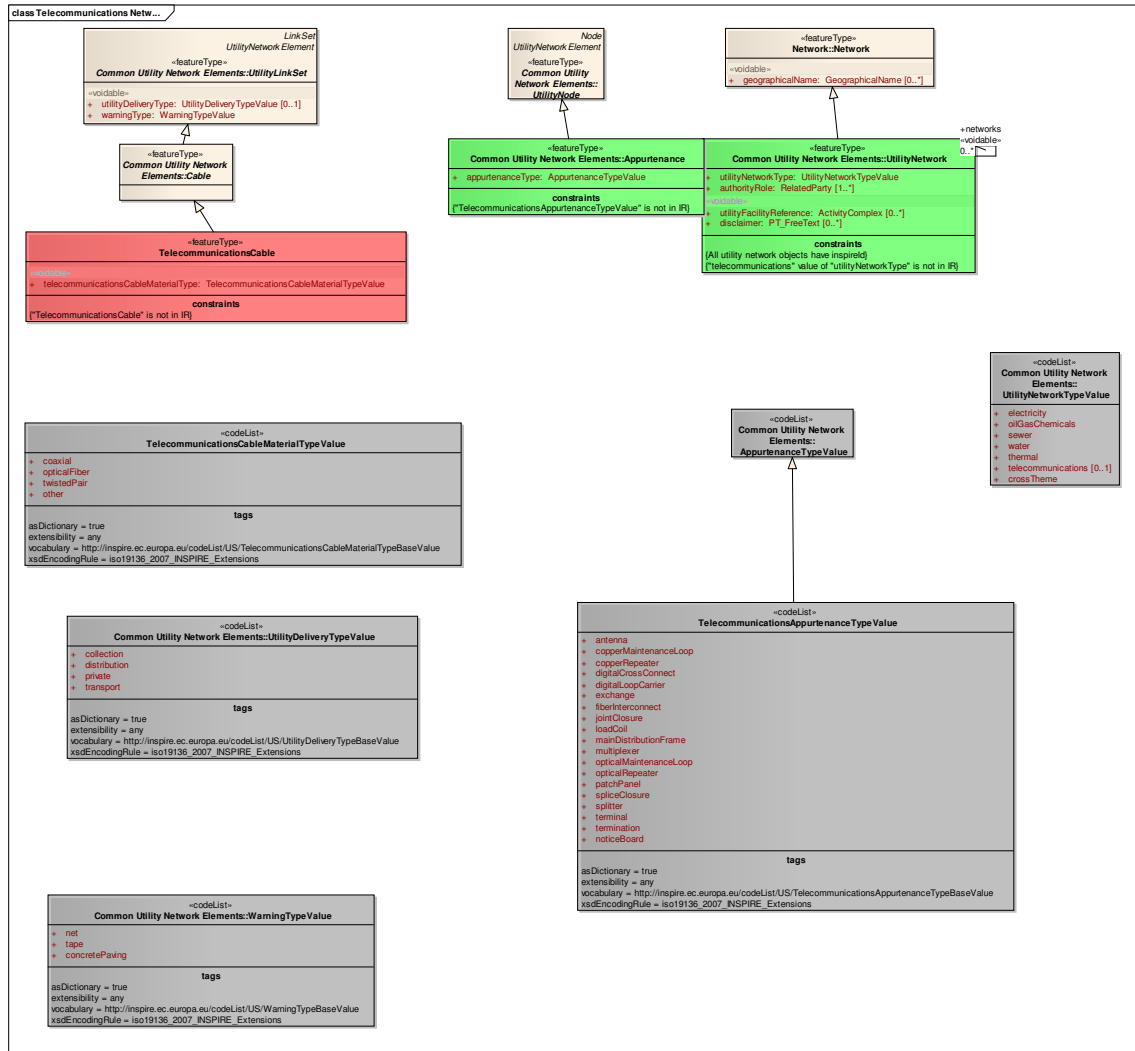 class Telecommunications Netw...
LinkSet
UtilityNetworkElement
«featureType»
Common Utility Network Elements::UtilityLinkSet
«voidable»
+ utilityDeliveryType: UtilityDeliveryTypeValue [0..1]
+ warningType: WarningTypeValue
Node
UtilityNetworkElement
«featureType»
Common Utility
Network Elements::
UtilityNode
«featureType»
Network::Network
«voidable»
+ geographicalName: GeographicalName [0..*]
«featureType»
Common Utility Network
Elements::Cable
«featureType»
Common Utility Network Elements::Appurtenance
+ appurtenanceType: AppurtenanceTypeValue
constraints
{"TelecommunicationsAppurtenanceTypeValue" is not in IR}
«featureType»
Common Utility Network Elements::UtilityNetwork
+ utilityNetworkType: UtilityNetworkTypeValue
+ authorityRole: RelatedParty [1..*]
«voidable»
+ utilityFacilityReference: ActivityComplex [0..*]
+ disclaimer: PT_FreeText [0..*]
constraints
{All utility network objects have inspireId}
{"telecommunications" value of "utilityNetworkType" is not in IR}
+networks
«voidable»
0..*
«featureType»
TelecommunicationsCable
«voidable»
+ telecommunicationsCableMaterialType: TelecommunicationsCableMaterialTypeValue
constraints
{"TelecommunicationsCable" is not in IR}
«codeList»
Common Utility Network
Elements::
UtilityNetworkTypeValue
+ electricity
+ oilGasChemicals
+ sewer
+ water
+ thermal
+ telecommunications [0..1]
+ crossTheme
«codeList»
Common Utility Network
Elements::
AppurtenanceTypeValue
«codeList»
TelecommunicationsCableMaterialTypeValue
+ coaxial
+ opticalFiber
+ twistedPair
+ other
tags
asDictionary = true
extensibility = any
vocabulary = http://inspire.ec.europa.eu/codeList/US/TelecommunicationsCableMaterialTypeBaseValue
xsdEncodingRule = iso19136_2007_INSPIRE_Extensions
«codeList»
Common Utility Network Elements::UtilityDeliveryTypeValue
+ collection
+ distribution
+ private
+ transport
tags
asDictionary = true
extensibility = any
vocabulary = http://inspire.ec.europa.eu/codeList/US/UtilityDeliveryTypeBaseValue
xsdEncodingRule = iso19136_2007_INSPIRE_Extensions
«codeList»
TelecommunicationsAppurtenanceTypeValue
+ antenna
+ copperMaintenanceLoop
+ copperRepeater
+ digitalCrossConnect
+ digitalLoopCarrier
+ exchange
+ fiberInterconnect
+ jointClosure
+ loadCoil
+ mainDistributionFrame
+ multiplexer
+ opticalMaintenanceLoop
+ opticalRepeater
+ patchPanel
+ spliceClosure
+ splitter
+ terminal
+ termination
+ noticeBoard
tags
asDictionary = true
extensibility = any
vocabulary = http://inspire.ec.europa.eu/codeList/US/TelecommunicationsAppurtenanceTypeBaseValue
xsdEncodingRule = iso19136_2007_INSPIRE_Extensions
«codeList»
Common Utility Network Elements::WarningTypeValue
+ net
+ tape
+ concretePaving
tags
asDictionary = true
extensibility = any
vocabulary = http://inspire.ec.europa.eu/codeList/US/WarningTypeBaseValue
xsdEncodingRule = iso19136_2007_INSPIRE_Extensions